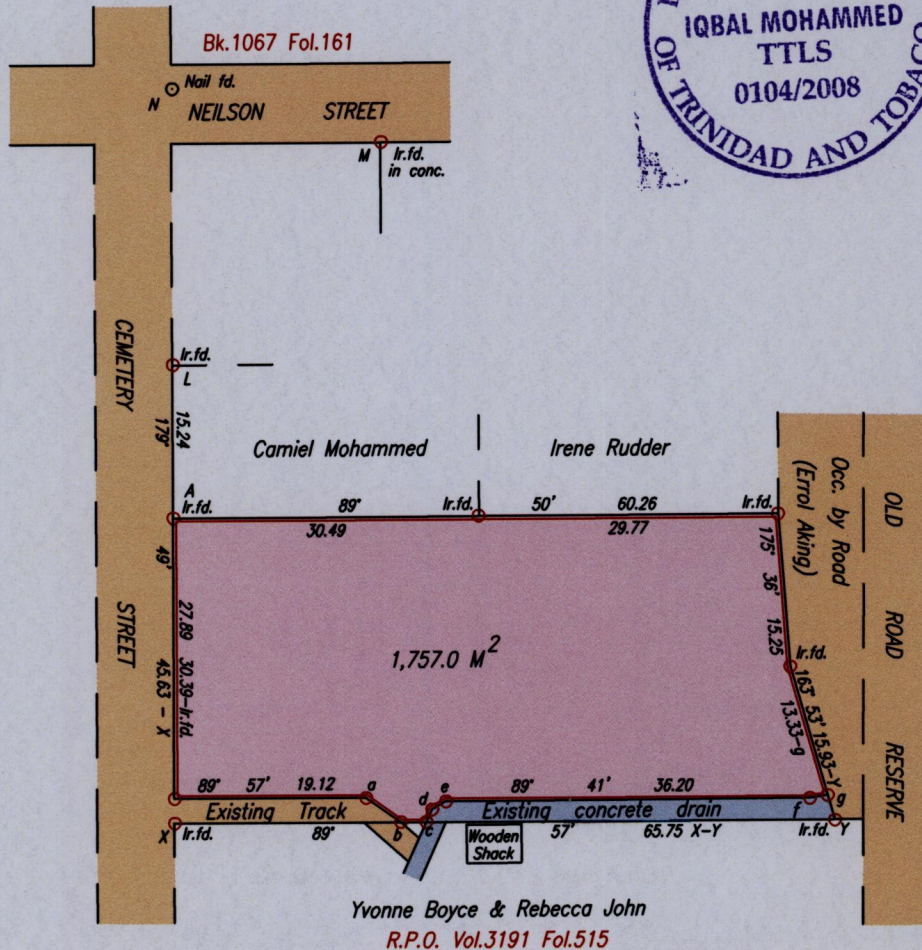 Bk.1067 Fol.161
IQBAL MOHAMMED
TTLS
0104/2008
OF TRINIDAD AND TOBAGO
Nail fd.
N
NEILSON STREET
M
Ir.fd.
in conc.
CEMETERY
STREET
Ir.fd.
L
15.24
179°
Camiel Mohammed
Irene Rudder
Occ. by Road
(Errol Aking)
OLD
ROAD
RESERVE
A
Ir.fd.
89°
Ir.fd.
50'
60.26
Ir.fd.
30.49
29.77
49'
27.89
30.39-Ir.fd.
45.63 - X
175° 36'
15.25
Ir.fd.
163° 53' 15.93-Y
13.33-g
1,757.0 M²
89° 57' 19.12
a
d
e
89° 41' 36.20
g
Existing Track
b
c
Existing concrete drain
f
X
Ir.fd.
89°
Wooden
Shack
57'
65.75 X-Y
Ir.fd.
Y
Yvonne Boyce & Rebecca John
R.P.O. Vol.3191 Fol.515